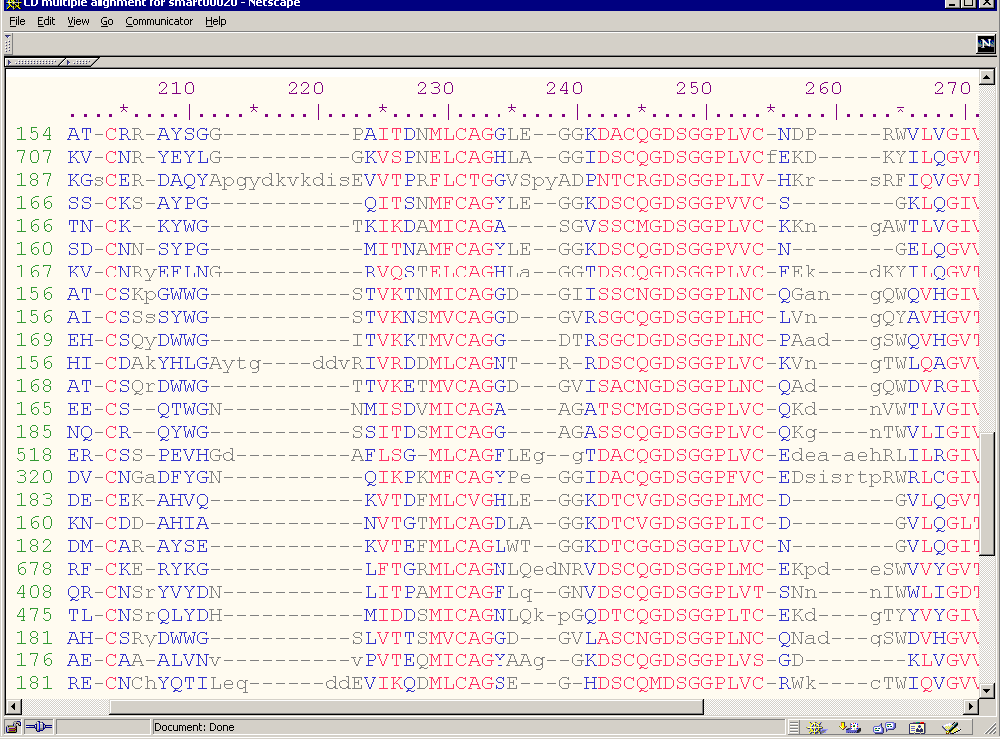 CD multiple alignment for smart00020 - Netscape
File Edit View Go Communicator Help
210 220 230 240 250 260 270
....*....|....*....|....*....|....*....|....*....|....*....|....*....|
154 AT-CRR-AYSGG----------PAITDNMLCAGGLE--GGKDACQGDSGGPLVC-NDP-----RWVLVGIV
707 KV-CNR-YEYLG----------GKVSPNELCAGHLA--GGIDSCQGDSGGPLVCfEKD-----KYILQGVT
187 KGsCER-DAQYApgydkvkdisEVVTPRFLCTGGVSpyADPNTCRGDSGGPLIV-HKr----sRFIQVGVI
166 SS-CKS-AYPG------------QITSNMFCAGYLE--GGKDSCQGDSGGPVVC-S--------GKLQGIV
166 TN-CK--KYWG-----------TKIKDAMICAGA----SGVSSCMGDSGGPLVC-KKn----gAWTLVGIV
160 SD-CNN-SYPG------------MITNAMFCAGYLE--GGKDSCQGDSGGPVVC-N--------GELQGVV
167 KV-CNRyEFLNG-----------RVQSTELCAGHLa--GGTDSCQGDSGGPLVC-FEk----dKYILQGVT
156 AT-CSKpGWWG-----------STVKTNMICAGGD---GIISSCNGDSGGPLNC-QGan---gQWQVHGIV
156 AI-CSSsSYWG-----------STVKNSMVCAGGD---GVRSGCQGDSGGPLHC-LVn----gQYAVHGVT
169 EH-CSQyDWWG-----------ITVKKTMVCAGG----DTRSGCDGDSGGPLNC-PAad---gSWQVHGVT
156 HI-CDAkYHLGAytg----ddvRIVRDDMLCAGNT---R-RDSCQGDSGGPLVC-KVn----gTWLQAGVV
168 AT-CSQrDWWG-----------TTVKETMVCAGGD---GVISACNGDSGGPLNC-QAd----gQWDVRGIV
165 EE-CS--QTWGN----------NMISDVMICAGA----AGATSCMGDSGGPLVC-QKd----nVWTLVGIV
185 NQ-CR--QYWG-----------SSITDSMICAGG----AGASSCQGDSGGPLVC-QKg----nTWVLIGIV
518 ER-CSS-PEVHGd---------AFLSG-MLCAGFLEg--gTDACQGDSGGPLVC-Edea-aehRLILRGIV
320 DV-CNGaDFYGN-----------QIKPKMFCAGYPe--GGIDACQGDSGGPFVC-EDsisrtpRWRLCGIV
183 DE-CEK-AHVQ------------KVTDFMLCVGHLE--GGKDTCVGDSGGPLMC-D--------GVLQGVT
160 KN-CDD-AHIA------------NVTGTMLCAGDLA--GGKDTCVGDSGGPLIC-D--------GVLQGLT
182 DM-CAR-AYSE------------KVTEFMLCAGLWT--GGKDTCGGDSGGPLVC-N--------GVLQGIT
678 RF-CKE-RYKG------------LFTGRMLCAGNLQedNRVDSCQGDSGGPLMC-EKpd---eSWVVYGVT
408 QR-CNSrYVYDN-----------LITPAMICAGFLq--GNVDSCQGDSGGPLVT-SNn----nIWWLIGDT
475 TL-CNSrQLYDH-----------MIDDSMICAGNLQk-pGQDTCQGDSGGPLTC-EKd----gTYYVYGIV
181 AH-CSRyDWWG-----------SLVTTSMVCAGGD---GVLASCNGDSGGPLNC-QNad---gSWDVHGVV
176 AE-CAA-ALVNv----------vPVTEQMICAGYAAg--GKDSCQGDSGGPLVS-GD--------KLVGVV
181 RE-CNChYQTILeq------ddEVIKQDMLCAGSE---G-HDSCQMDSGGPLVC-RWk----cTWIQVGVV
Document: Done